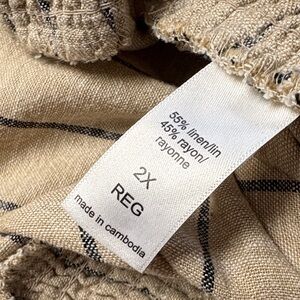 55% linen/lin
45% rayon/
rayonne
2X
REG
made in cambodia